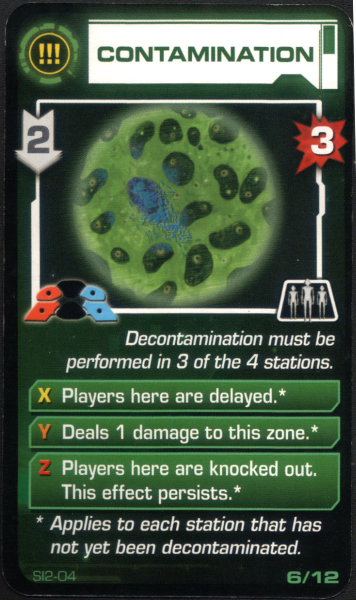 !!!
CONTAMINATION
2
3
Decontamination must be
performed in 3 of the 4 stations.
X Players here are delayed.*
Y Deals 1 damage to this zone.*
Z Players here are knocked out.
This effect persists.*
* Applies to each station that has
not yet been decontaminated.
SI2-04
6/12